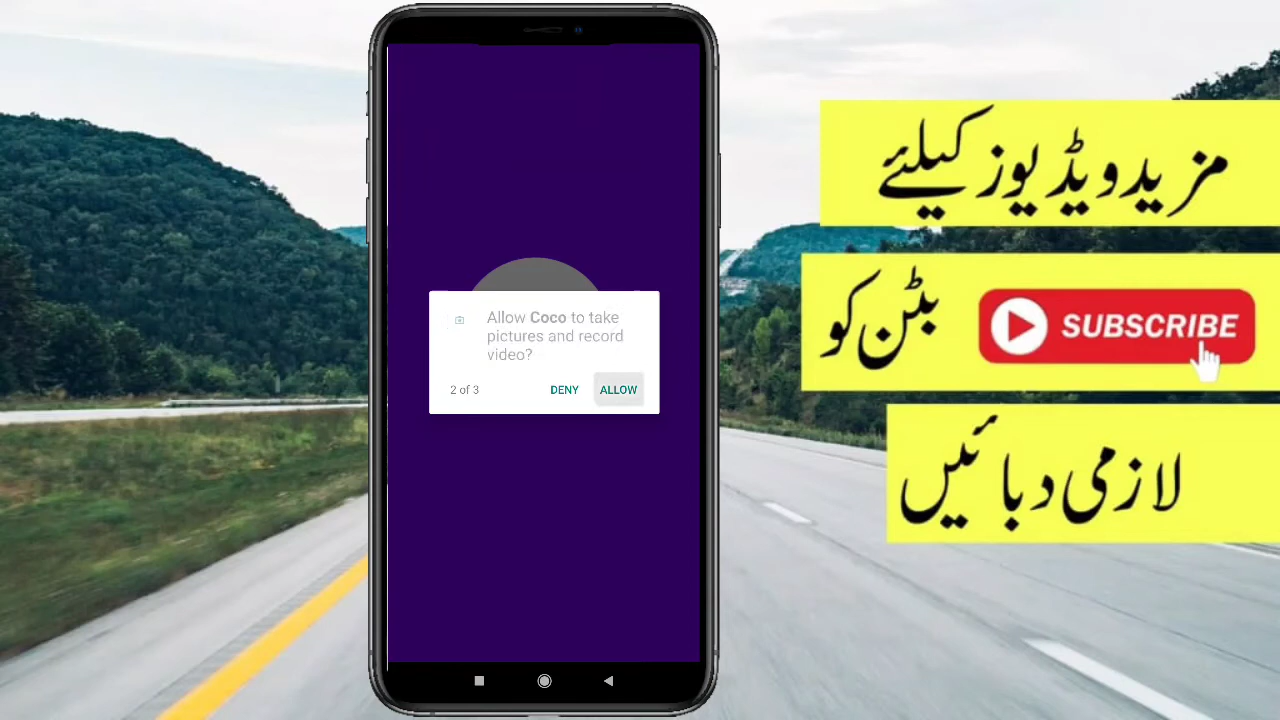 Allow Coco to take
pictures and record
video?
2 of 3
DENY
ALLOW
مزید ویڈیوز کیلئے
SUBSCRIBE بٹن کو
لازمی دبائیں